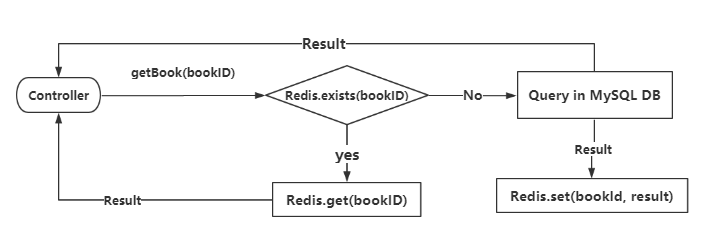 Result
getBook(bookID)
Controller
Redis.exists(bookID)
No
Query in MySQL DB
yes
Result
Redis.get(bookID)
Redis.set(bookId, result)
Result